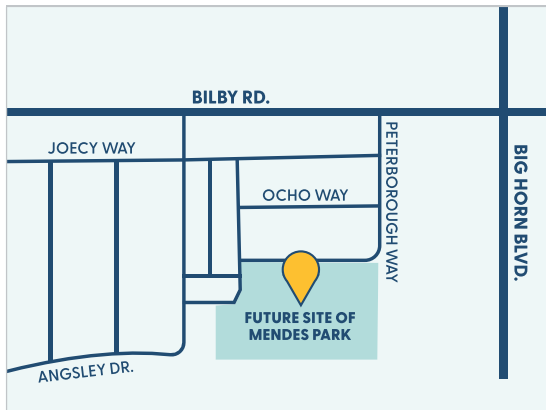 BILBY RD.
JOECY WAY
OCHO WAY
PETERBOROUGH WAY
BIG HORN BLVD.
FUTURE SITE OF
MENDES PARK
ANGSLEY DR.